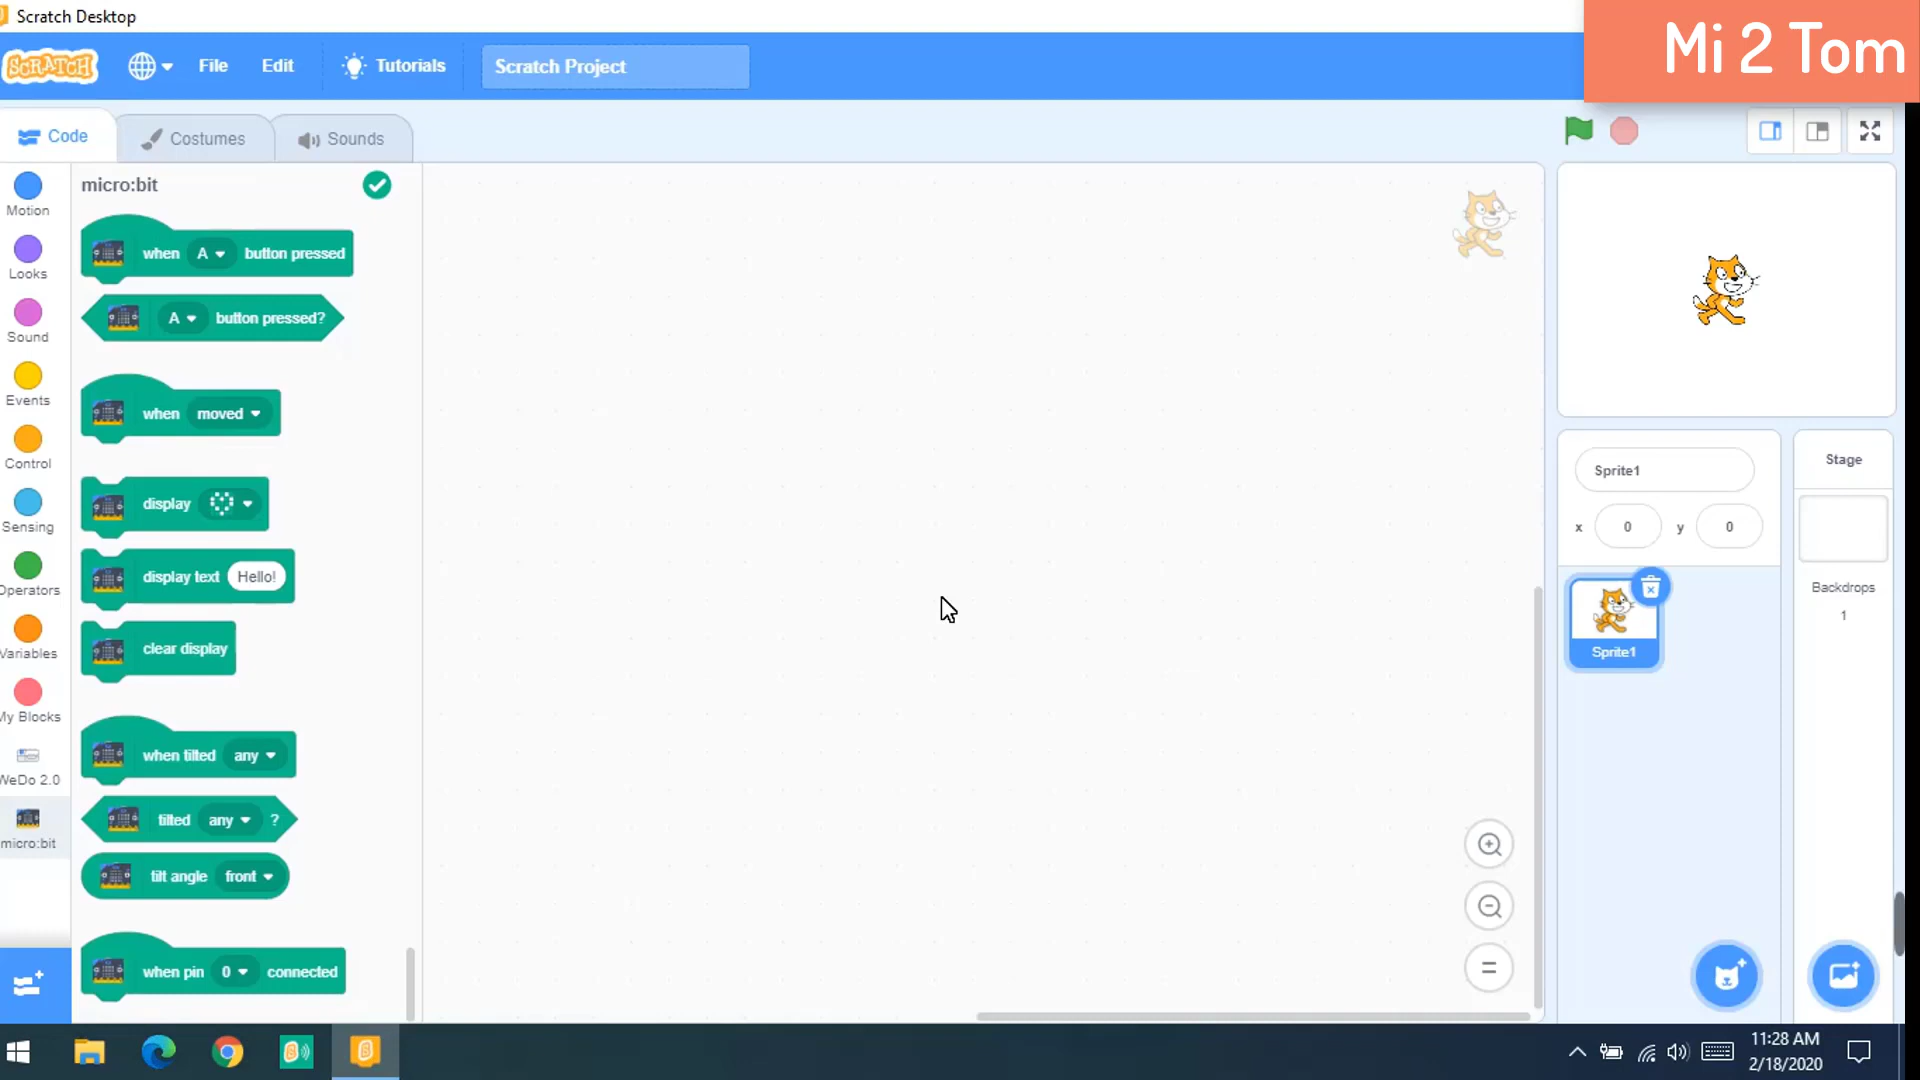 Scratch Desktop
Mi 2 Tom
SCRATCH
File
Edit
Tutorials
Scratch Project
Code
Costumes
Sounds
Motion
Looks
Sound
Events
Control
Sensing
Operators
Variables
My Blocks
WeDo 2.0
micro:bit
micro:bit
when A button pressed
A button pressed?
when moved
display
display text Hello!
clear display
when tilted any
tilted any ?
tilt angle front
when pin 0 connected
Sprite1
x 0 y 0
Sprite1
Stage
Backdrops
1
11:28 AM
2/18/2020